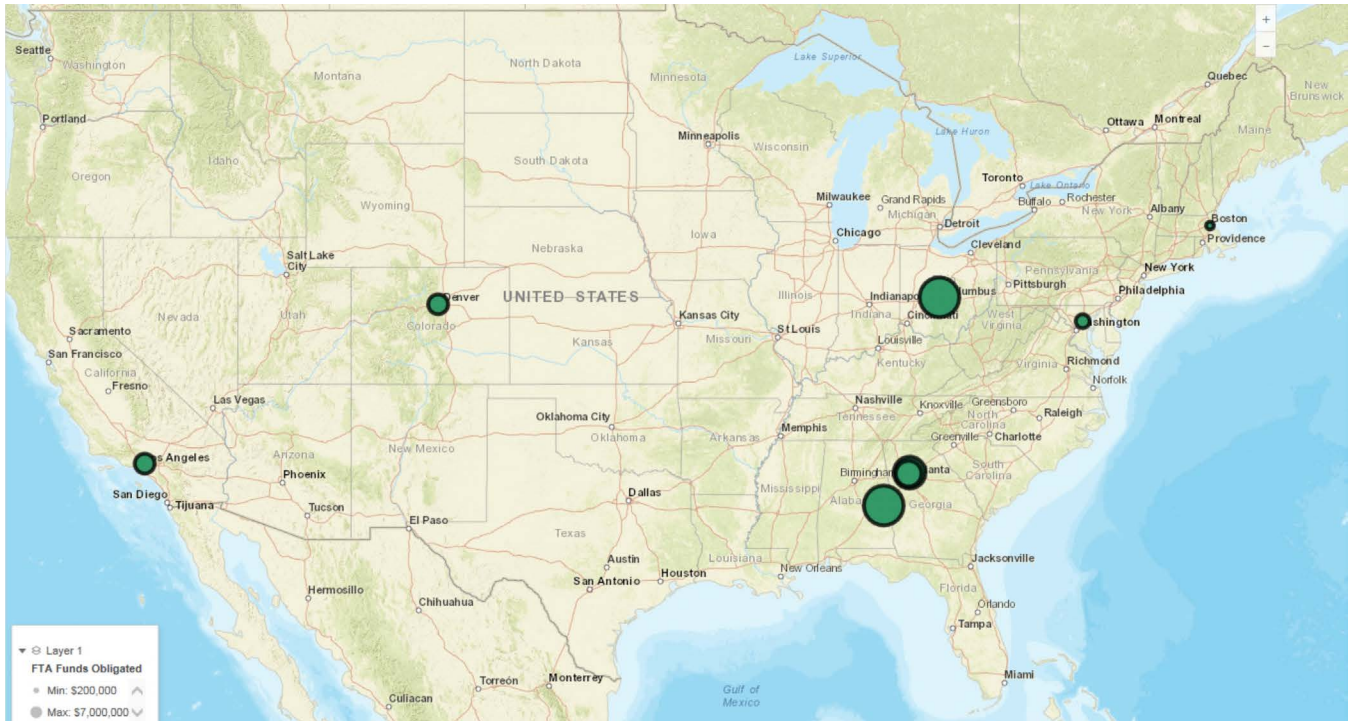 +
−
Seattle
Washington
Montana
North Dakota
Minnesota
Lake Superior
Quebec
New
Brunswick
Portland
Oregon
Idaho
Minneapolis
South Dakota
Wisconsin
Lake Huron
Ottawa
Montreal
Maine
Wyoming
Milwaukee
Grand Rapids
Michigan
Toronto
Lake Ontario
Rochester
Buffalo
New York
Albany
Detroit
Boston
Providence
Iowa
Chicago
Cleveland
Nebraska
Salt Lake
City
Pennsylvania
New York
Pittsburgh
Philadelphia
UNITED STATES
Illinois
Indiana
Nevada
Utah
Colorado
Sacramento
San Francisco
California
Fresno
Kansas City
Kansas
Missouri
St Louis
Louisville
Kentucky
West
Virginia
Virginia
Richmond
Norfolk
Las Vegas
Oklahoma City
Oklahoma
Nashville
Tennessee
Knoxville
Greensboro
North
Carolina
Raleigh
Memphis
Arkansas
Greenville
Charlotte
New Mexico
Arizona
Phoenix
San Diego
Tijuana
Tucson
El Paso
Dallas
Texas
Mississippi
Birmingham
South
Carolina
Georgia
Louisiana
New Orleans
Jacksonville
Florida
Orlando
Tampa
Miami
Austin
San Antonio
Houston
Hermosillo
Chihuahua
Culiacan
Torreón
Monterrey
Gulf of
Mexico
Layer 1
FTA Funds Obligated
Min: $200,000
Max: $7,000,000